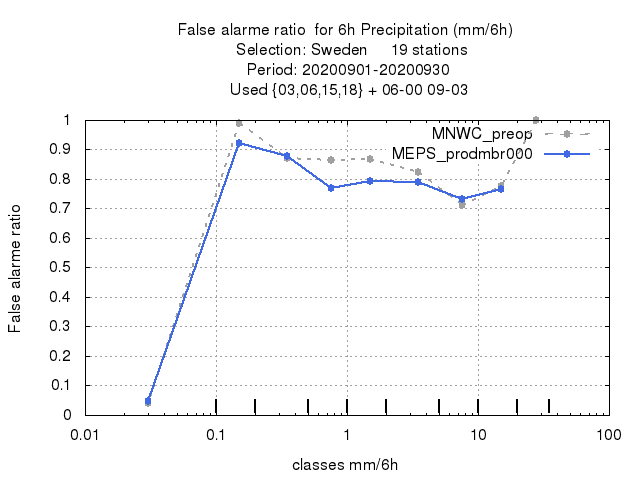 False alarme ratio  for 6h Precipitation (mm/6h)
Selection: Sweden     19 stations
Period: 20200901-20200930
Used {03,06,15,18} + 06-00 09-03
MNWC_preop
MEPS_prodmbr000
False alarme ratio
1
0.9
0.8
0.7
0.6
0.5
0.4
0.3
0.2
0.1
0
0.01 0.1 1 10 100
classes mm/6h